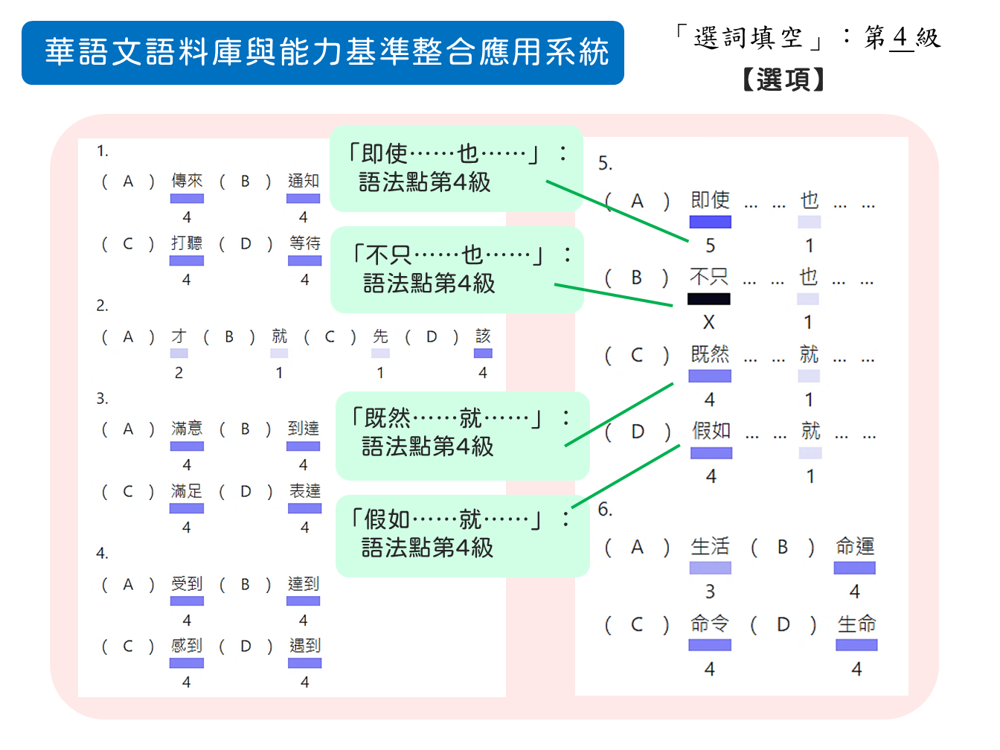 華語文語料庫與能力基準整合應用系統
「選詞填空」：第 4 級
【選項】
1.
( A ) 傳來 ( B ) 通知
4 4
( C ) 打聽 ( D ) 等待
4 4
2.
( A ) 才 ( B ) 就 ( C ) 先 ( D ) 該
2 1 1 4
3.
( A ) 滿意 ( B ) 到達
4 4
( C ) 滿足 ( D ) 表達
4 4
4.
( A ) 受到 ( B ) 達到
4 4
( C ) 感到 ( D ) 遇到
4 4
「即使……也……」：
語法點第4級
「不只……也……」：
語法點第4級
「既然……就……」：
語法點第4級
「假如……就……」：
語法點第4級
5.
( A ) 即使 … … 也 … …
5 1
( B ) 不只 … … 也 … …
X 1
( C ) 既然 … … 就 … …
4 1
( D ) 假如 … … 就 … …
4 1
6.
( A ) 生活 ( B ) 命運
3 4
( C ) 命令 ( D ) 生命
4 4